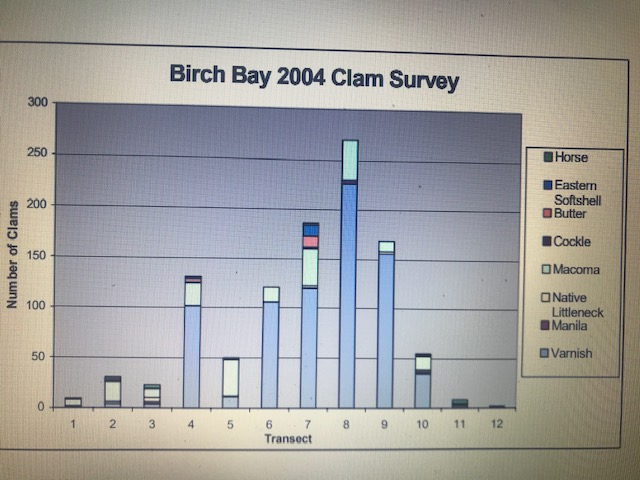 Birch Bay 2004 Clam Survey
300
250
200
150
100
50
0
Number of Clams
1 2 3 4 5 6 7 8 9 10 11 12
Transect
Horse
Eastern
Softshell
Butter
Cockle
Macoma
Native
Littleneck
Manila
Varnish